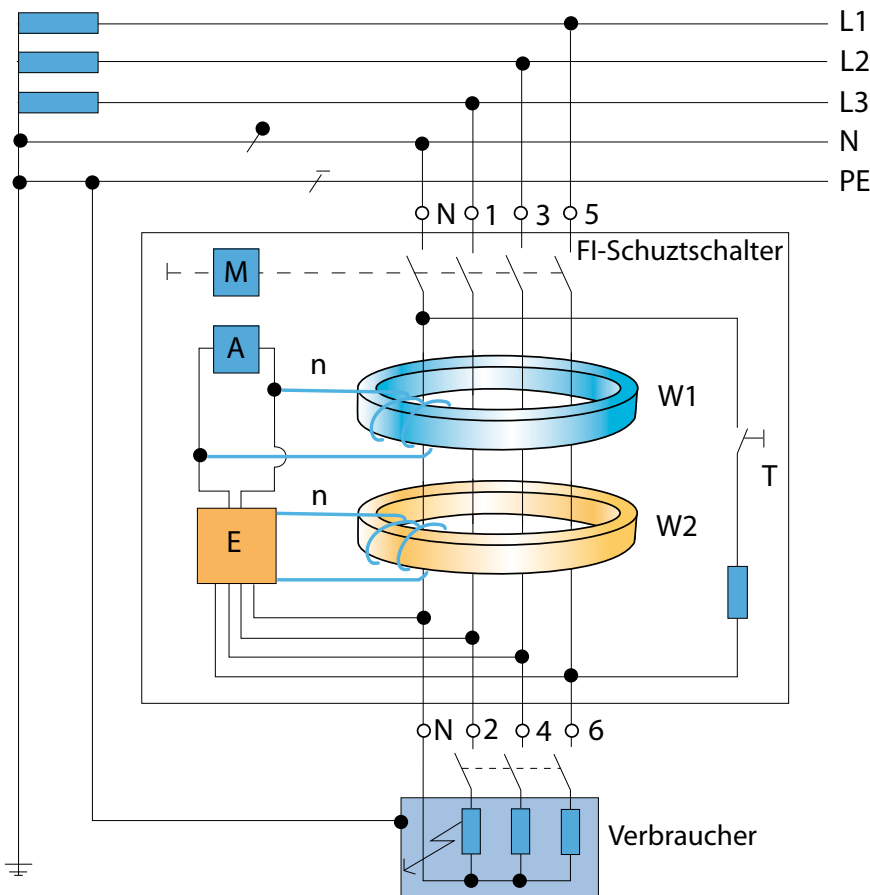 L1
L2
L3
N
PE
N 1 3 5
FI-Schuztschalter
M
A
n
W1
T
n
W2
E
N 2 4 6
Verbraucher